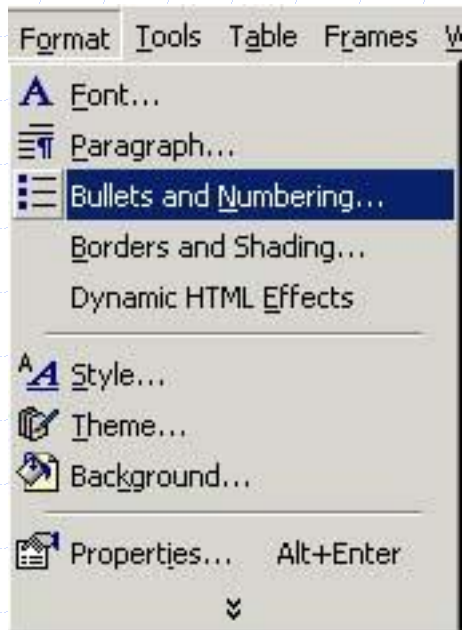 Format Tools Table Frames
Font...
Paragraph...
Bullets and Numbering...
Borders and Shading...
Dynamic HTML Effects
Style...
Theme...
Background...
Properties... Alt+Enter